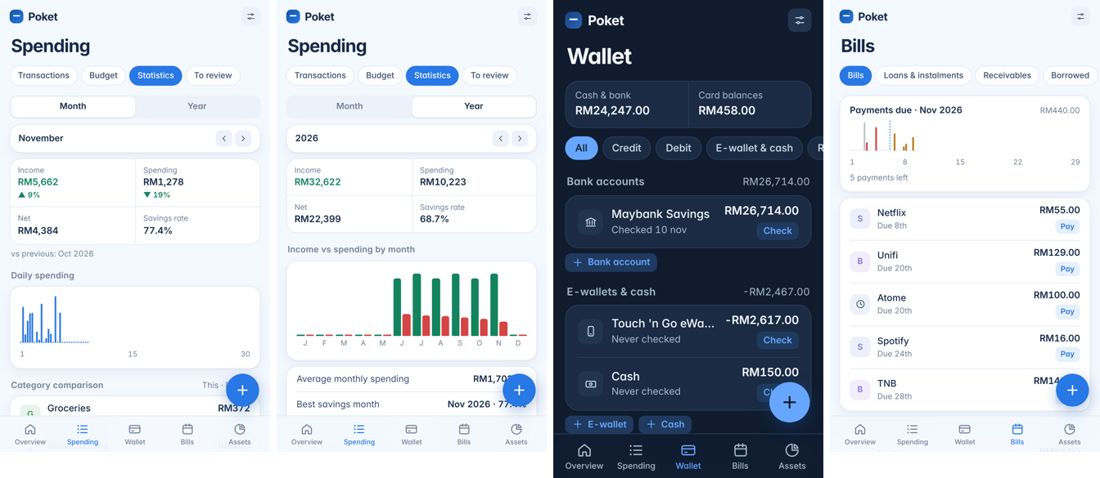 Poket
Spending
Transactions Budget Statistics To review
Month Year
November
Income Spending
RM5,662 RM1,278
▲ 9% ▼ 19%
Net Savings rate
RM4,384 77.4%
vs previous: Oct 2026
Daily spending
1 15 30
Category comparison This ·
G Groceries RM372
Overview Spending Wallet Bills Assets
Poket
Spending
Transactions Budget Statistics To review
Month Year
2026
Income Spending
RM32,622 RM10,223
Net Savings rate
RM22,399 68.7%
Income vs spending by month
J F M A M J J A S O N D
Average monthly spending RM1,70
Best savings month Nov 2026 · 77.4%
Overview Spending Wallet Bills Assets
Poket
Wallet
Cash & bank Card balances
RM24,247.00 RM458.00
All Credit Debit E-wallet & cash R
Bank accounts RM26,714.00
Maybank Savings RM26,714.00
Checked 10 nov Check
+ Bank account
E-wallets & cash -RM2,467.00
Touch 'n Go eWa... -RM2,617.00
Never checked Check
Cash RM150.00
Never checked C
+ E-wallet + Cash
Overview Spending Wallet Bills Assets
Poket
Bills
Bills Loans & instalments Receivables Borrowed
Payments due · Nov 2026 RM440.00
1 8 15 22 29
5 payments left
S Netflix RM55.00
Due 8th Pay
B Unifi RM129.00
Due 20th Pay
Atome RM100.00
Due 20th Pay
S Spotify RM16.00
Due 24th Pay
B TNB RM14
Due 28th
Overview Spending Wallet Bills Assets